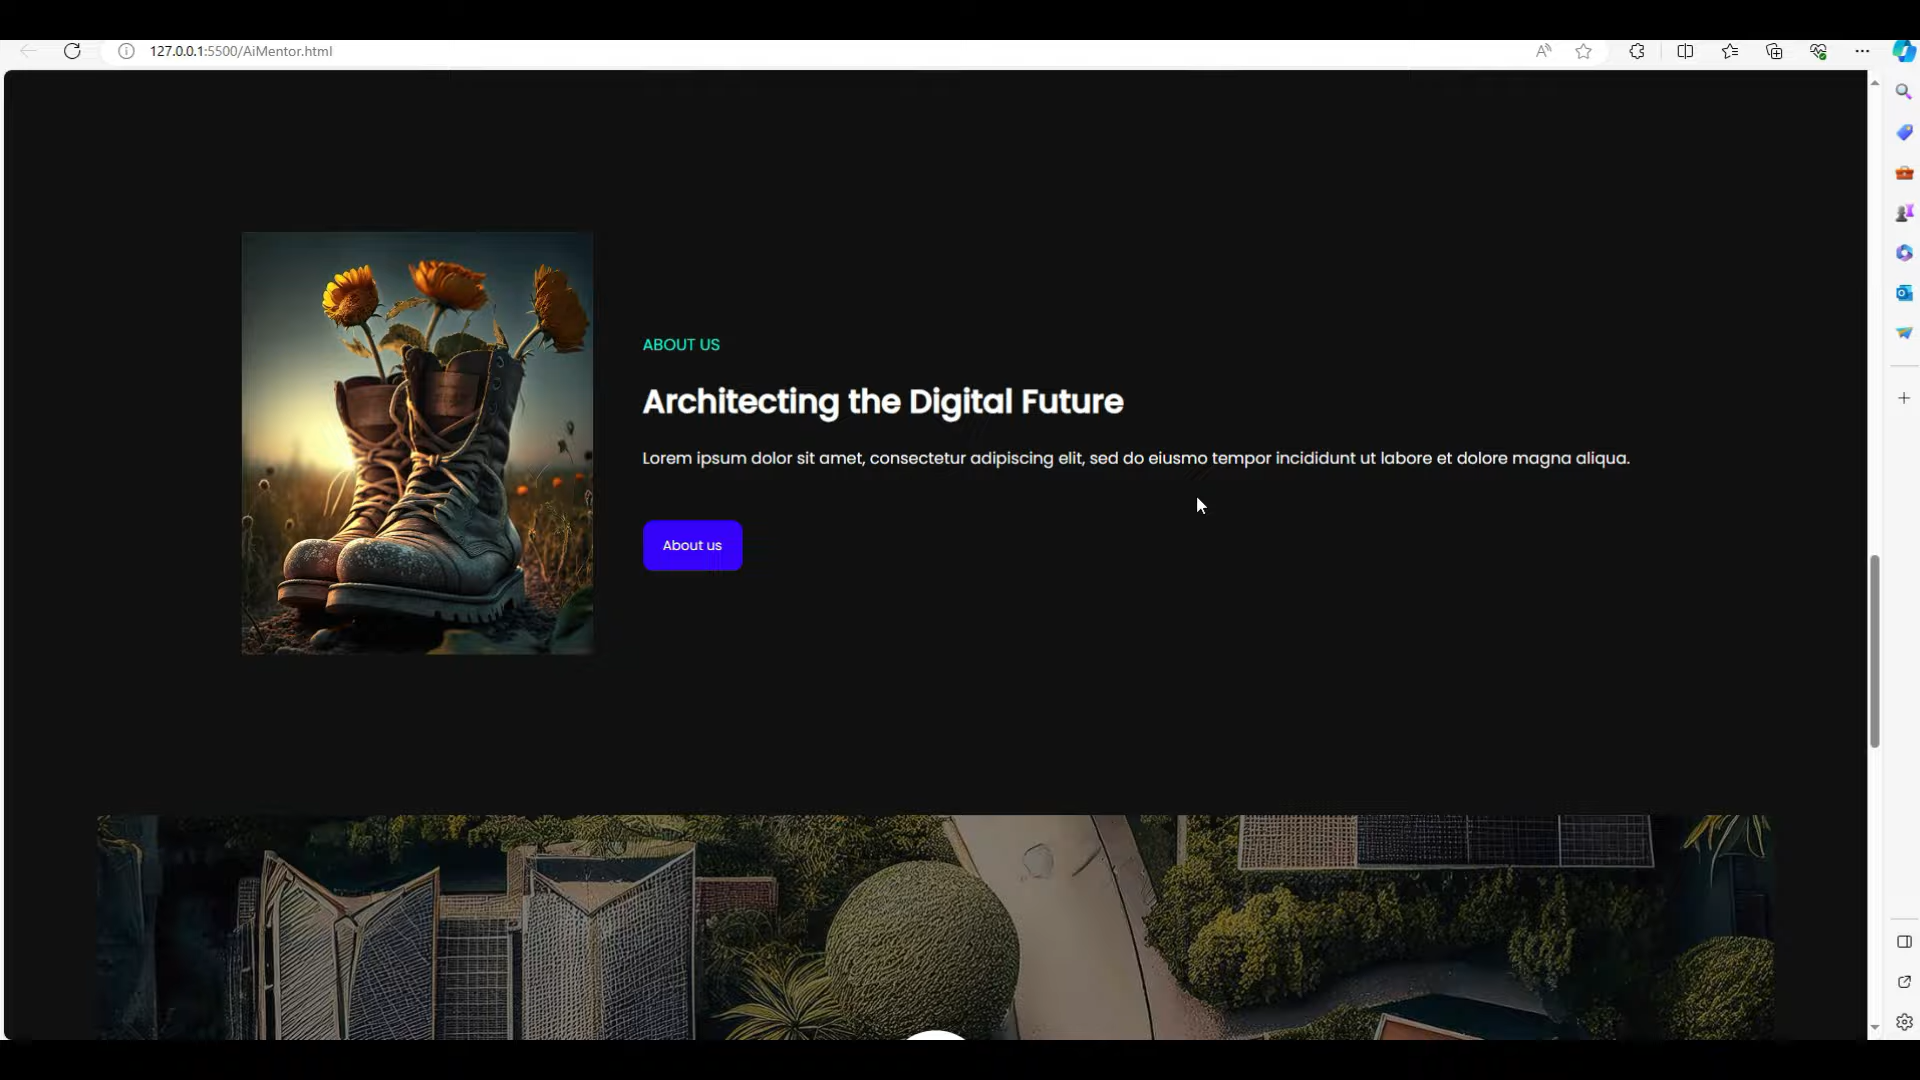 127.0.0.1:5500/AiMentor.html
ABOUT US
Architecting the Digital Future
Lorem ipsum dolor sit amet, consectetur adipiscing elit, sed do eiusmo tempor incididunt ut labore et dolore magna aliqua.
About us